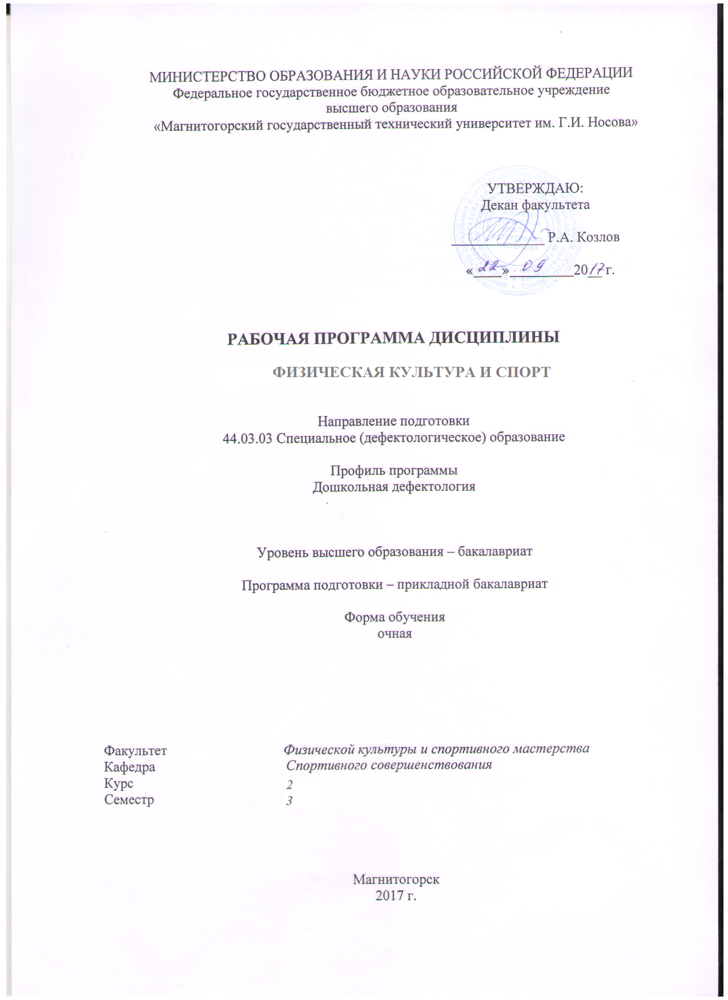 МИНИСТЕРСТВО ОБРАЗОВАНИЯ И НАУКИ РОССИЙСКОЙ ФЕДЕРАЦИИ
Федеральное государственное бюджетное образовательное учреждение
высшего образования
«Магнитогорский государственный технический университет им. Г.И. Носова»
УТВЕРЖДАЮ:
Декан факультета
Р.А. Козлов
«22» 09 2017 г.
РАБОЧАЯ ПРОГРАММА ДИСЦИПЛИНЫ
ФИЗИЧЕСКАЯ КУЛЬТУРА И СПОРТ
Направление подготовки
44.03.03 Специальное (дефектологическое) образование
Профиль программы
Дошкольная дефектология
Уровень высшего образования – бакалавриат
Программа подготовки – прикладной бакалавриат
Форма обучения
очная
Факультет Физической культуры и спортивного мастерства
Кафедра Спортивного совершенствования
Курс 2
Семестр 3
Магнитогорск
2017 г.